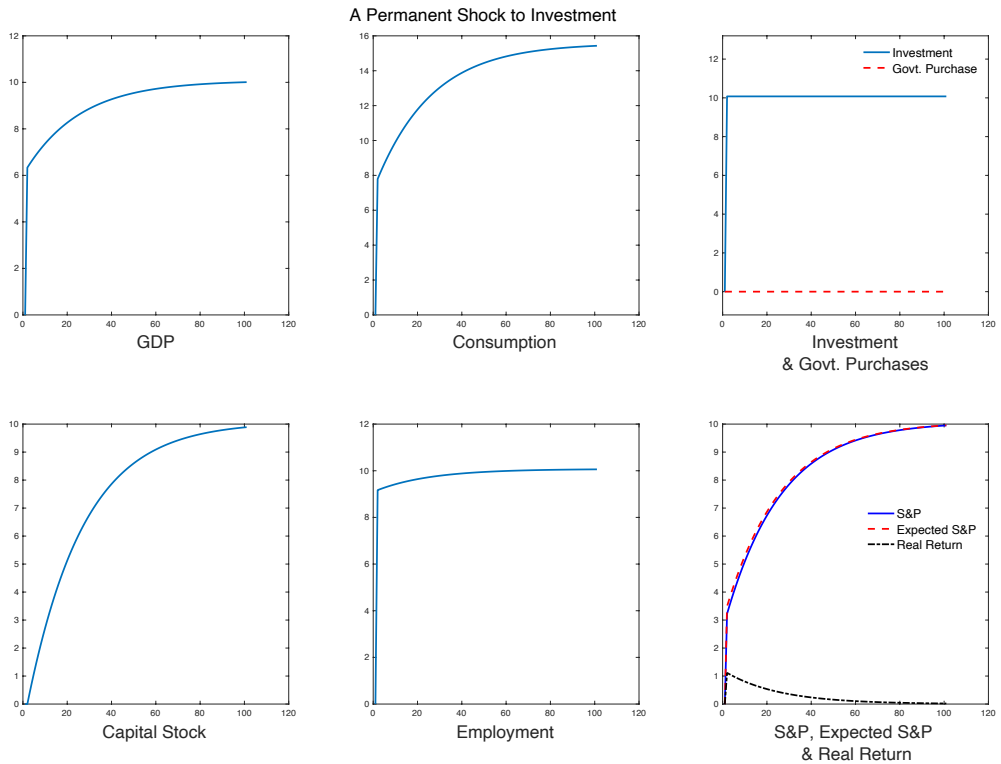 A Permanent Shock to Investment
12
10
8
6
4
2
0
0 20 40 60 80 100 120
GDP
16
14
12
10
8
6
4
2
0
0 20 40 60 80 100 120
Consumption
12
10
8
6
4
2
0
Investment
Govt. Purchase
0 20 40 60 80 100 120
Investment
& Govt. Purchases
10
9
8
7
6
5
4
3
2
1
0
0 20 40 60 80 100 120
Capital Stock
12
10
8
6
4
2
0
0 20 40 60 80 100 120
Employment
10
9
8
7
6
5
4
3
2
1
0
S&P
Expected S&P
Real Return
0 20 40 60 80 100 120
S&P, Expected S&P
& Real Return